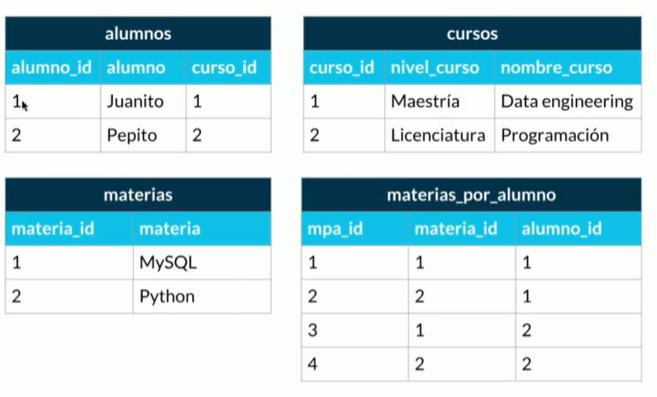 alumnos
alumno_id alumno curso_id
1 Juanito 1
2 Pepito 2
cursos
curso_id nivel_curso nombre_curso
1 Maestría Data engineering
2 Licenciatura Programación
materias
materia_id materia
1 MySQL
2 Python
materias_por_alumno
mpa_id materia_id alumno_id
1 1 1
2 2 1
3 1 2
4 2 2